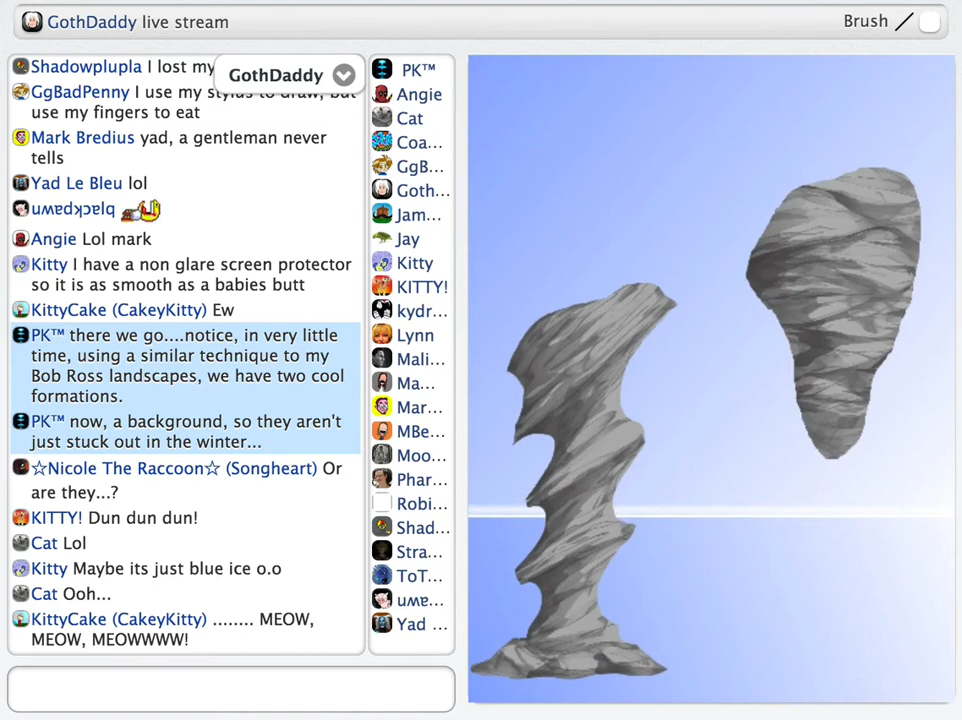 GothDaddy live stream
Brush
Shadowplupla I lost my
GothDaddy
GgBadPenny I use my stylus to draw, but
use my fingers to eat
Mark Bredius yad, a gentleman never
tells
Yad Le Bleu lol
uʍɐdʞɔɐlq
Angie Lol mark
Kitty I have a non glare screen protector
so it is as smooth as a babies butt
KittyCake (CakeyKitty) Ew
PK™ there we go....notice, in very little
time, using a similar technique to my
Bob Ross landscapes, we have two cool
formations.
PK™ now, a background, so they aren't
just stuck out in the winter...
☆Nicole The Raccoon☆ (Songheart) Or
are they...?
KITTY! Dun dun dun!
Cat Lol
Kitty Maybe its just blue ice o.o
Cat Ooh...
KittyCake (CakeyKitty) ........ MEOW,
MEOW, MEOWWWW!
PK™
Angie
Cat
Coa...
GgB...
Goth...
Jam...
Jay
Kitty
KITTY!
kydr...
Lynn
Mali...
Ma...
Mar...
MBe...
Moo...
Phar...
Robi...
Shad...
Stra...
ToT...
uʍɐ...
Yad ...